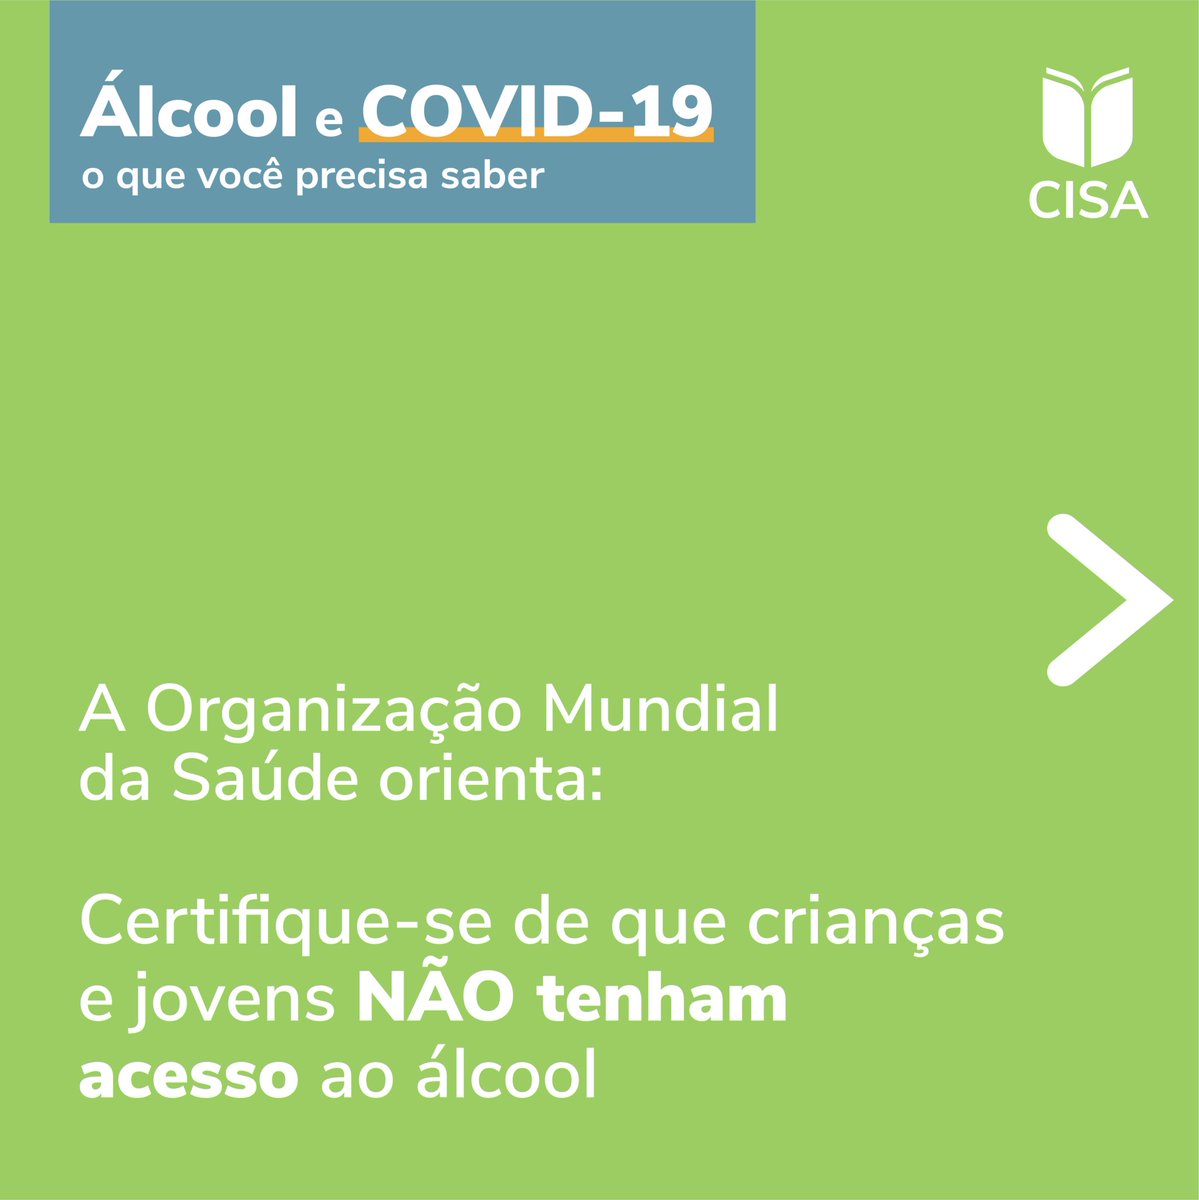 Álcool e COVID-19
o que você precisa saber
CISA
A Organização Mundial
da Saúde orienta:
Certifique-se de que crianças
e jovens NÃO tenham
acesso ao álcool